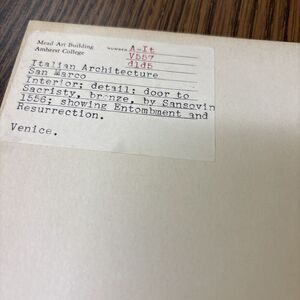 Mead Art Building
Amherst College
NUMBER A-It
V557
d1d5
Italian Architecture
San Marco
Interior; detail; door to
Sacristy, bronze, by Sansovin
1556; showing Entombment and
Resurrection.
Venice.